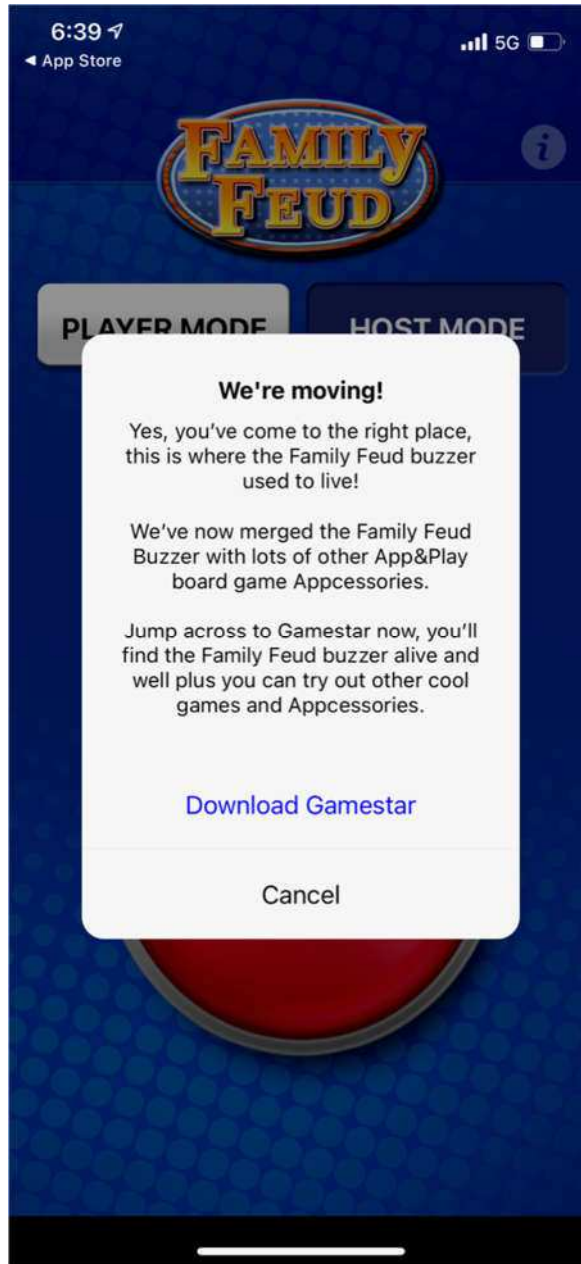 6:39
◀ App Store
5G
FAMILY
FEUD
i
PLAYER MODE
HOST MODE
We're moving!
Yes, you've come to the right place,
this is where the Family Feud buzzer
used to live!
We've now merged the Family Feud
Buzzer with lots of other App&Play
board game Appcessories.
Jump across to Gamestar now, you'll
find the Family Feud buzzer alive and
well plus you can try out other cool
games and Appcessories.
Download Gamestar
Cancel